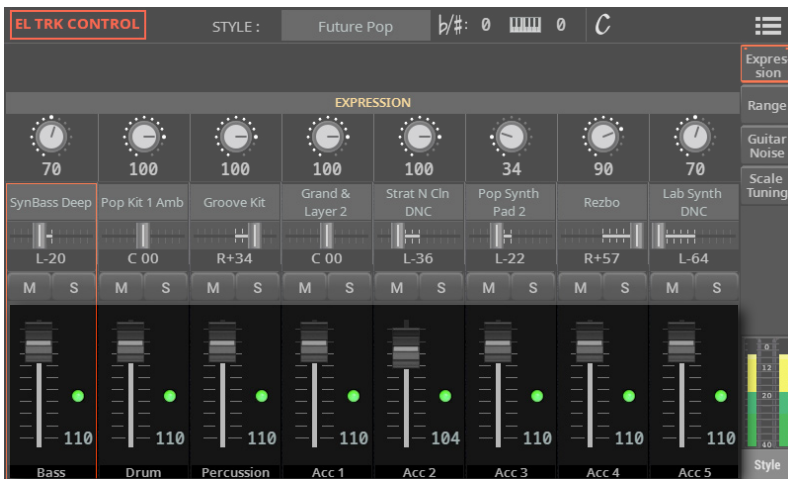 EL TRK CONTROL STYLE : Future Pop b/#: 0 0 C
Expres
sion
EXPRESSION
Range
70 100 100 100 100 34 90 70
Guitar
Noise
SynBass Deep Pop Kit 1 Amb Groove Kit Grand &
Layer 2 Strat N Cln
DNC Pop Synth
Pad 2 Rezbo Lab Synth
DNC
Scale
Tuning
L-20 C 00 R+34 C 00 L-36 L-22 R+57 L-64
M S M S M S M S M S M S M S M S
0
12
20
40
110 110 110 110 104 110 110 110
Bass Drum Percussion Acc 1 Acc 2 Acc 3 Acc 4 Acc 5
Style